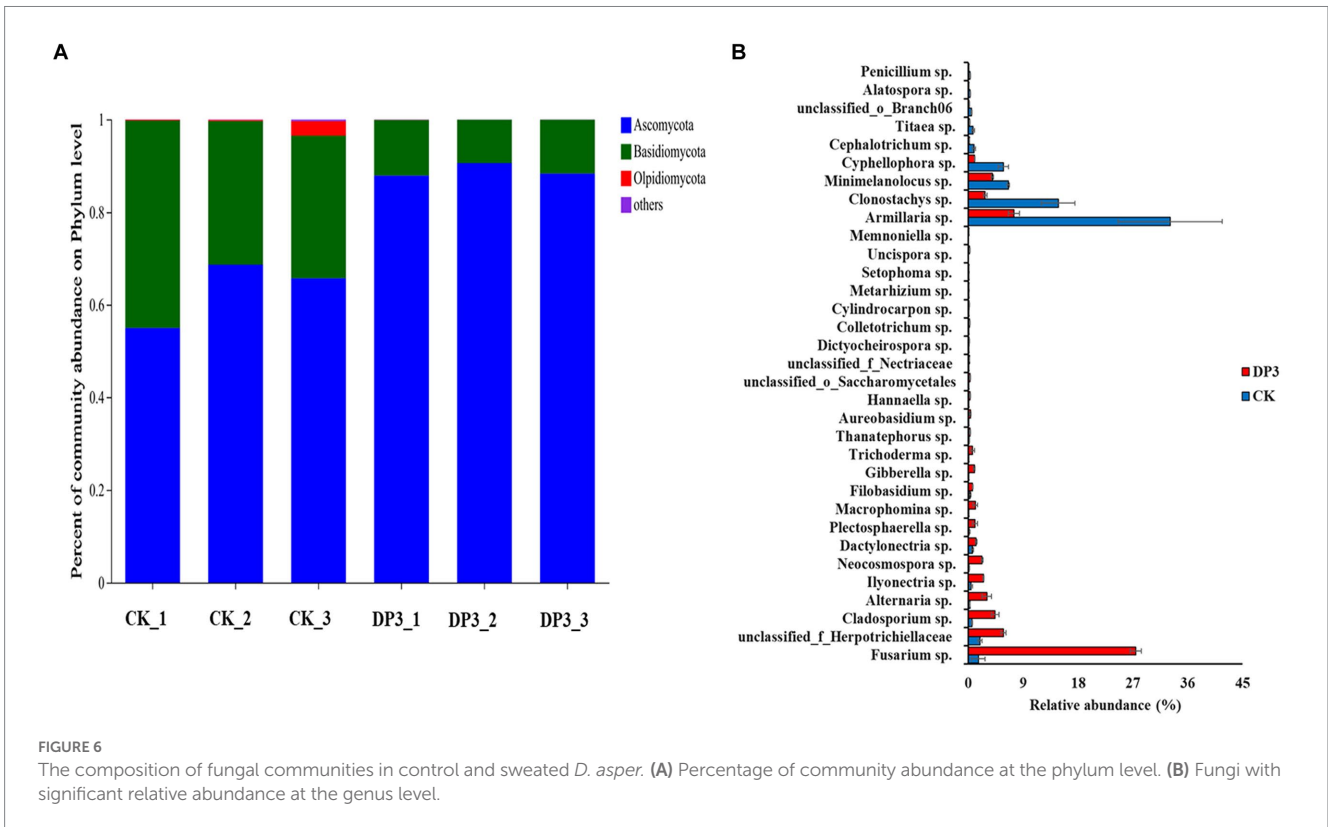 A
Percent of community abundance on Phylum level
1
0.8
0.6
0.4
0.2
0
CK_1
CK_2
CK_3
DP3_1
DP3_2
DP3_3
Ascomycota
Basidiomycota
Olpidiomycota
others
B
Penicillium sp.
Alatospora sp.
unclassified_o_Branch06
Titaea sp.
Cephalotrichum sp.
Cyphellophora sp.
Minimelanolocus sp.
Clonostachys sp.
Armillaria sp.
Memnoniella sp.
Uncispora sp.
Setophoma sp.
Metarhizium sp.
Cylindrocarpon sp.
Colletotrichum sp.
Dictyocheirospora sp.
unclassified_f_Nectriaceae
unclassified_o_Saccharomycetales
Hannaella sp.
Aureobasidium sp.
Thanatephorus sp.
Trichoderma sp.
Gibberella sp.
Filobasidium sp.
Macrophomina sp.
Plectosphaerella sp.
Dactylonectria sp.
Neocosmospora sp.
Ilyonectria sp.
Alternaria sp.
Cladosporium sp.
unclassified_f_Herpotrichiellaceae
Fusarium sp.
DP3
CK
0 9 18 27 36 45
Relative abundance (%)
FIGURE 6
The composition of fungal communities in control and sweated D. asper. (A) Percentage of community abundance at the phylum level. (B) Fungi with
significant relative abundance at the genus level.